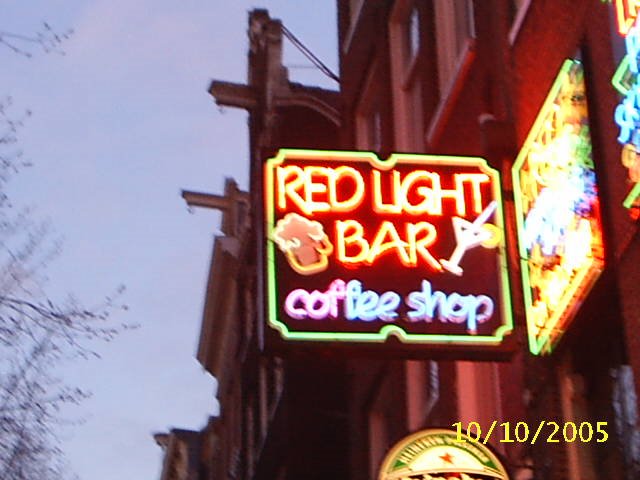 RED LIGHT
BAR
coffee shop
10/10/2005